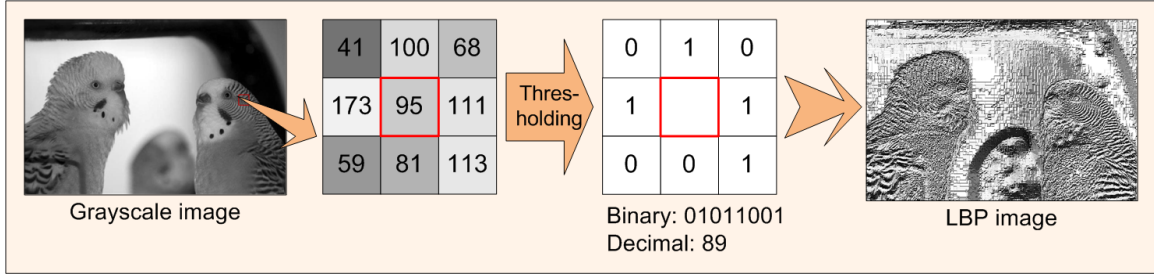 41 100 68
173 95 111
59 81 113
Grayscale image
Thres-
holding
0 1 0
1 1
0 0 1
Binary: 01011001
Decimal: 89
LBP image